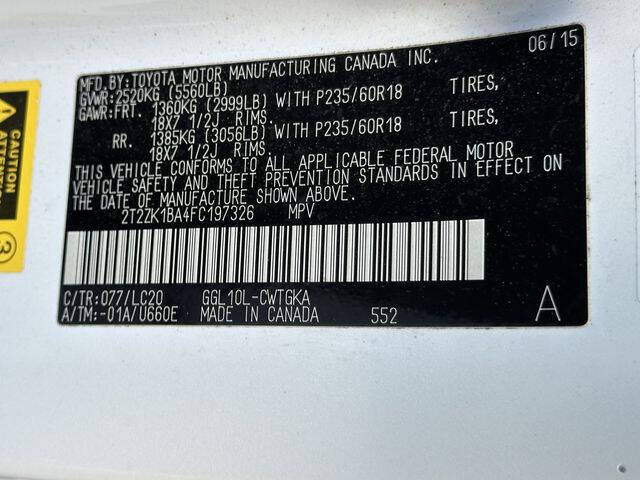 06/15
MFD.BY:TOYOTA MOTOR MANUFACTURING CANADA INC.
GVWR:2520KG (5560LB)
GAWR:FRT. 1360KG (2999LB) WITH P235/60R18 TIRES,
18X7 1/2J RIMS.
RR. 1385KG (3056LB) WITH P235/60R18 TIRES,
18X7 1/2J RIMS.
THIS VEHICLE CONFORMS TO ALL APPLICABLE FEDERAL MOTOR
VEHICLE SAFETY AND THEFT PREVENTION STANDARDS IN EFFECT ON
THE DATE OF MANUFACTURE SHOWN ABOVE.
2T2ZK1BA4FC197326 MPV
C/TR:077/LC20 GGL10L-CWTGKA
A/TM:-01A/U660E MADE IN CANADA 552 A
CAUTION
3